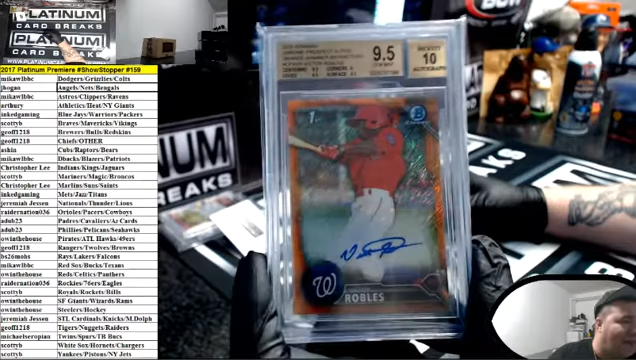 PLATINUM
CARD BREAKS
PLATINUM
CARD BREAKS
2017 Platinum Premiere #ShowStopper #159
mikawlbbc Dodgers/Grizzlies/Colts
jhogan Angels/Nets/Bengals
mikawlbbc Astros/Clippers/Ravens
arthury Athletics/Heat/NY Giants
inkedgaming Blue Jays/Warriors/Packers
scottyb Braves/Mavericks/Vikings
geoff1218 Brewers/Bulls/Redskins
geoff1218 Chiefs/OTHER
ashin Cubs/Raptors/Bears
mikawlbbc Dbacks/Blazers/Patriots
Christopher Lee Indians/Kings/Jaguars
scottyb Mariners/Magic/Broncos
Christopher Lee Marlins/Suns/Saints
inkedgaming Mets/Jazz/Titans
jeremiah Jessen Nationals/Thunder/Lions
raidernation036 Orioles/Pacers/Cowboys
adub23 Padres/Cavaliers/Az Cards
adub23 Phillies/Pelicans/Seahawks
owinthehouse Pirates/ATL Hawks/49ers
geoff1218 Rangers/Twolves/Browns
bs26mohs Rays/Lakers/Falcons
mikawlbbc Red Sox/Bucks/Texans
owinthehouse Reds/Celtics/Panthers
raidernation036 Rockies/76ers/Eagles
scottyb Royals/Rockets/Bills
owinthehouse SF Giants/Wizards/Rams
owinthehouse Tigers/Hornets/Chargers
jeremiah Jessen STL Cardinals/Knicks/M.Dolph
geoff1218 Tigers/Nuggets/Raiders
michaelseropian Twins/Spurs/TB Bucs
scottyb White Sox/Hornets/Chargers
scottyb Yankees/Pistons/NY Jets
9.5
10
AUTOGRAPH
1st
W
ROBLES